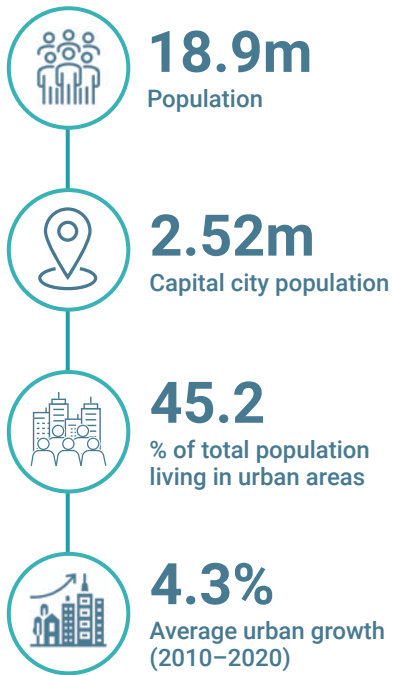 18.9m
Population
2.52m
Capital city population
45.2
% of total population
living in urban areas
4.3%
Average urban growth
(2010–2020)